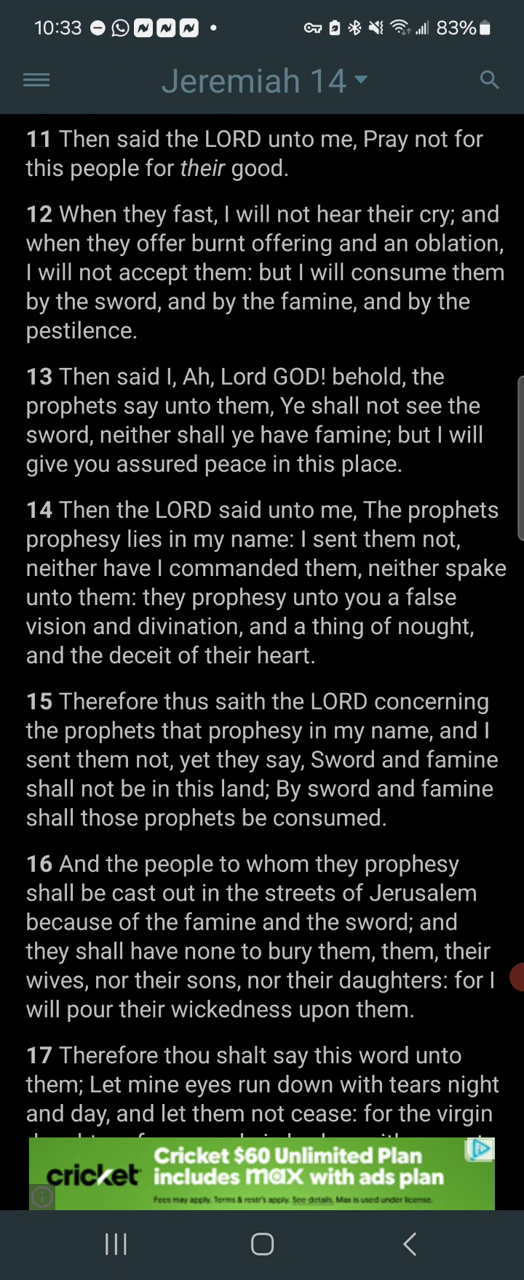 10:33
83%
Jeremiah 14
11 Then said the LORD unto me, Pray not for
this people for their good.
12 When they fast, I will not hear their cry; and
when they offer burnt offering and an oblation,
I will not accept them: but I will consume them
by the sword, and by the famine, and by the
pestilence.
13 Then said I, Ah, Lord GOD! behold, the
prophets say unto them, Ye shall not see the
sword, neither shall ye have famine; but I will
give you assured peace in this place.
14 Then the LORD said unto me, The prophets
prophesy lies in my name: I sent them not,
neither have I commanded them, neither spake
unto them: they prophesy unto you a false
vision and divination, and a thing of nought,
and the deceit of their heart.
15 Therefore thus saith the LORD concerning
the prophets that prophesy in my name, and I
sent them not, yet they say, Sword and famine
shall not be in this land; By sword and famine
shall those prophets be consumed.
16 And the people to whom they prophesy
shall be cast out in the streets of Jerusalem
because of the famine and the sword; and
they shall have none to bury them, them, their
wives, nor their sons, nor their daughters: for I
will pour their wickedness upon them.
17 Therefore thou shalt say this word unto
them; Let mine eyes run down with tears night
and day, and let them not cease: for the virgin
cricket
Cricket $60 Unlimited Plan
includes max with ads plan
Fees may apply. Terms & restr's apply. See details. Max is used under license.